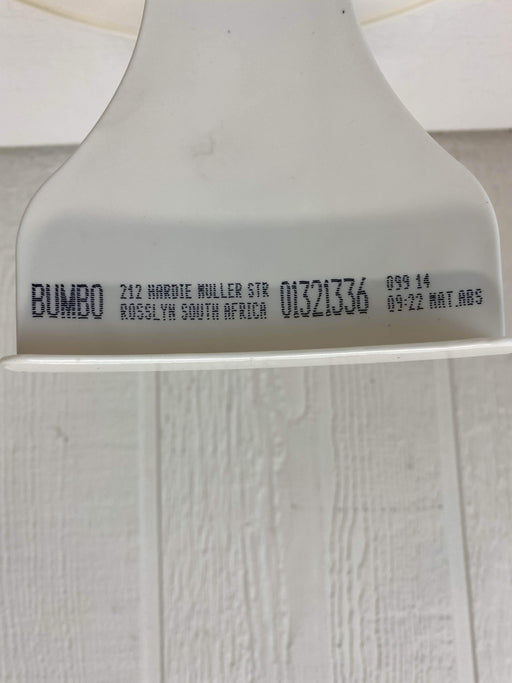 BUMBO
212 HARDIE MULLER STR
ROSSLYN SOUTH AFRICA
01321336
099 14
09-22 MAT.ABS